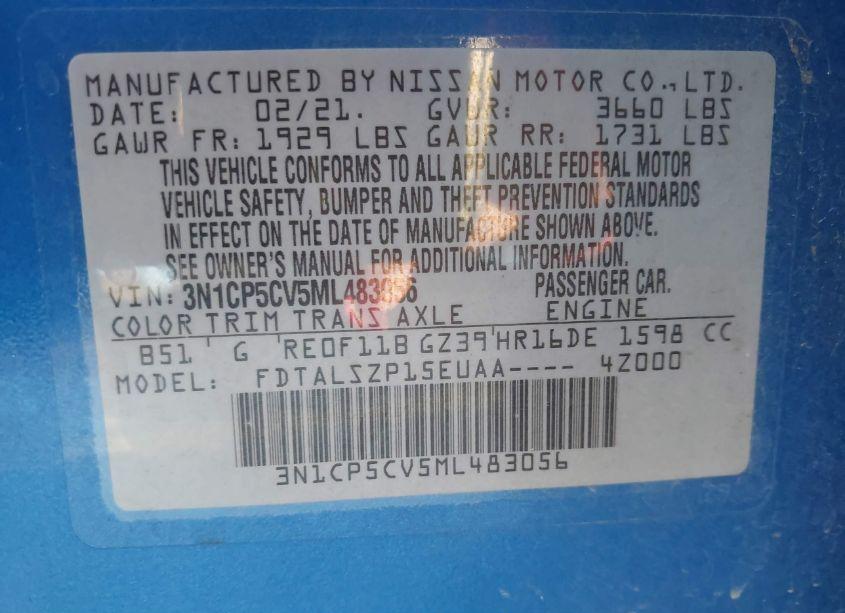 MANUFACTURED BY NISSAN MOTOR CO.,LTD.
DATE: 02/21. GVWR: 3660 LBS
GAWR FR: 1929 LBS GAWR RR: 1731 LBS
THIS VEHICLE CONFORMS TO ALL APPLICABLE FEDERAL MOTOR
VEHICLE SAFETY, BUMPER AND THEFT PREVENTION STANDARDS
IN EFFECT ON THE DATE OF MANUFACTURE SHOWN ABOVE.
SEE OWNER'S MANUAL FOR ADDITIONAL INFORMATION.
VIN: 3N1CP5CV5ML483056 PASSENGER CAR.
COLOR TRIM TRANS AXLE ENGINE
B51 G RE0F11B GZ39 HR16DE 1598 CC
MODEL: FDTALSZP15EUAA---- 4Z000
3N1CP5CV5ML483056